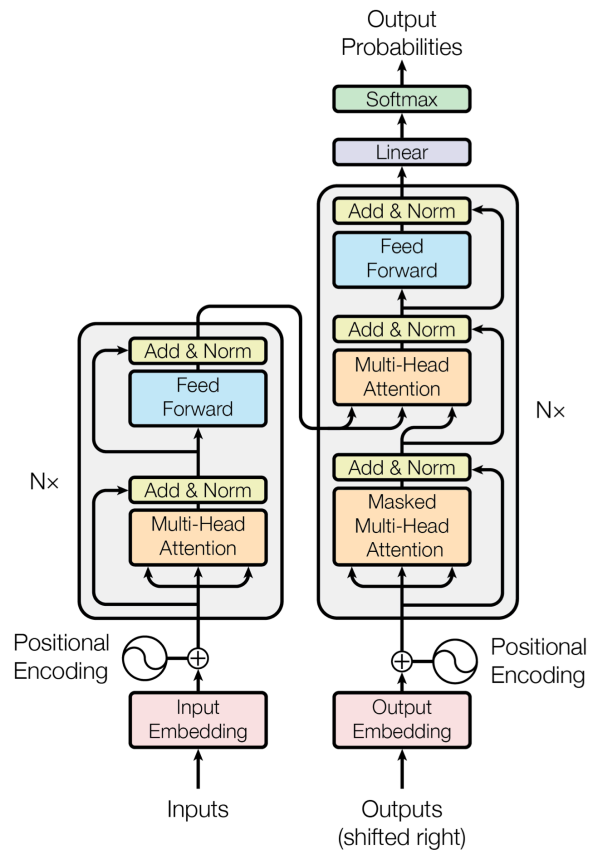 Output
Probabilities
Softmax
Linear
Add & Norm
Feed
Forward
Add & Norm
Multi-Head
Attention
Add & Norm
Feed
Forward
N×
Add & Norm
Masked
Multi-Head
Attention
N×
Add & Norm
Multi-Head
Attention
Positional
Encoding
Positional
Encoding
Input
Embedding
Output
Embedding
Inputs
Outputs
(shifted right)